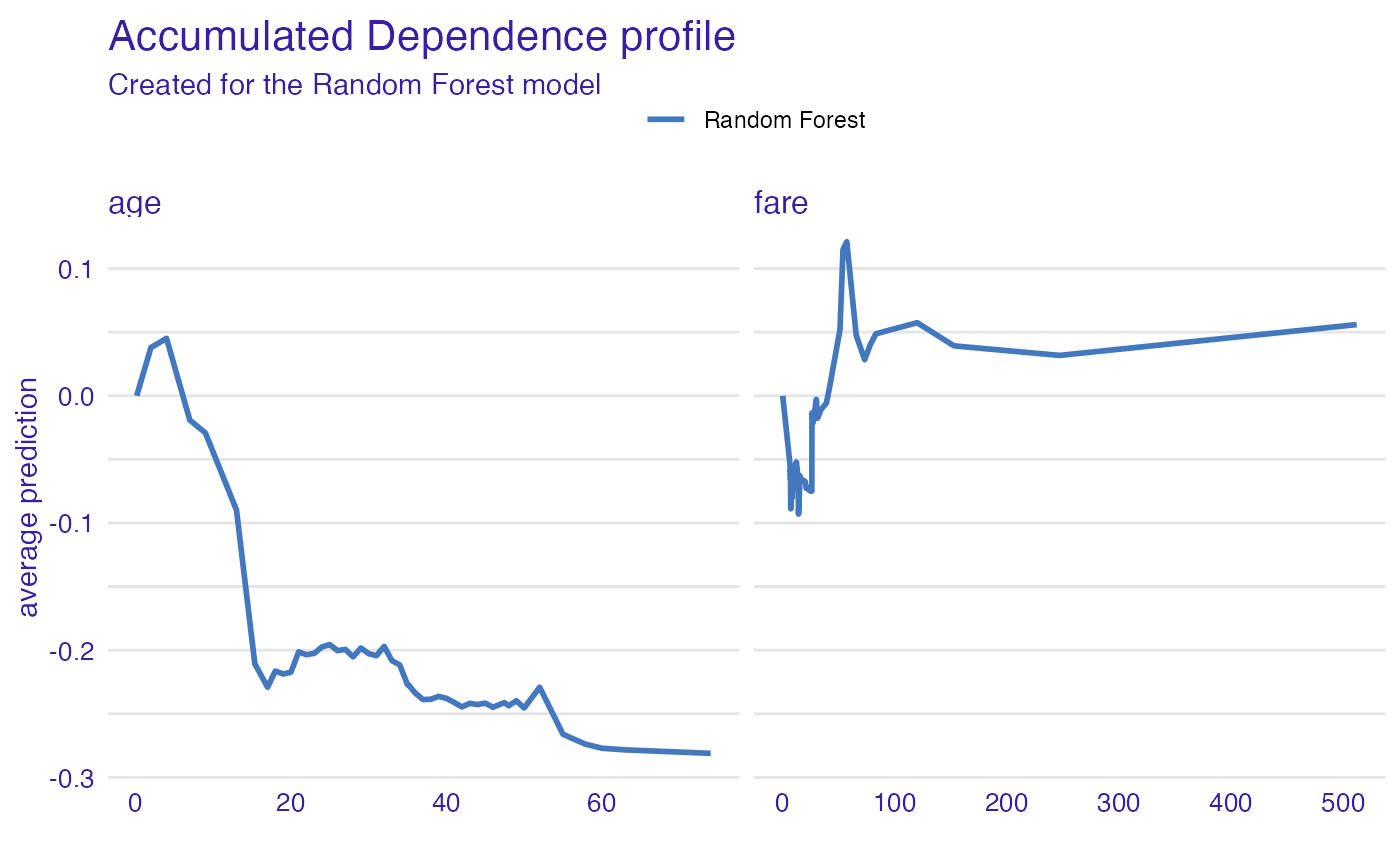 Accumulated Dependence profile
Created for the Random Forest model
Random Forest
age
fare
average prediction
0.1
0.0
-0.1
-0.2
-0.3
0 20 40 60
0 100 200 300 400 500